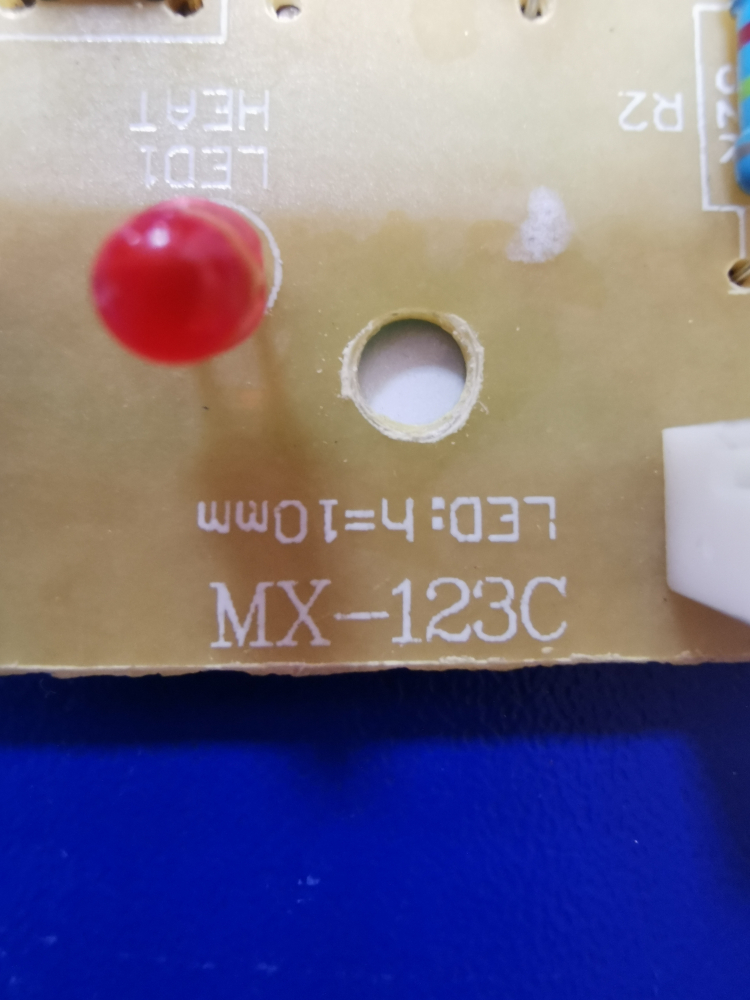 LED1
HEAT
R2
LED:h=10mm
MX-123C